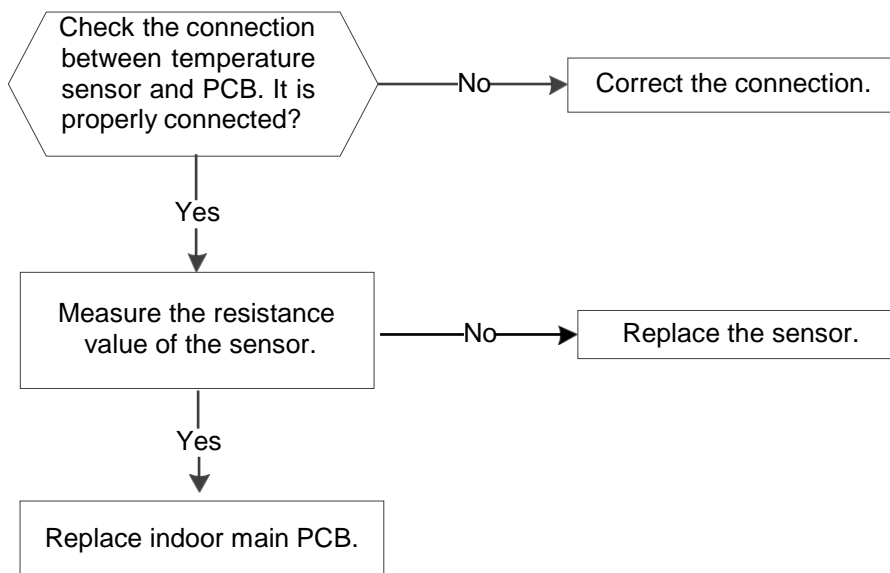 Check the connection
between temperature
sensor and PCB. It is
properly connected?
No
Correct the connection.
Yes
Measure the resistance
value of the sensor.
No
Replace the sensor.
Yes
Replace indoor main PCB.